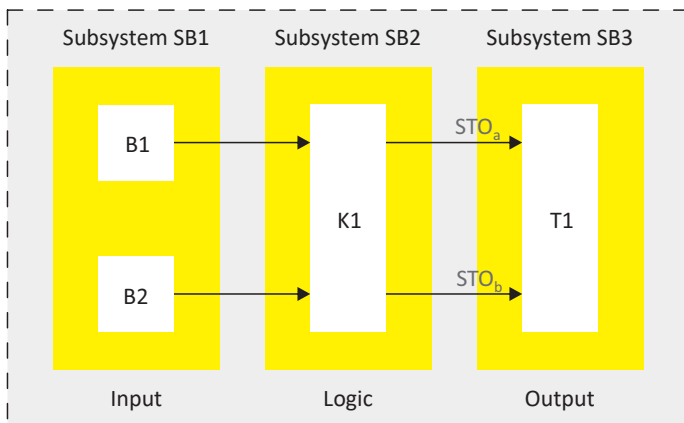 Subsystem SB1 Subsystem SB2 Subsystem SB3
B1 STOa
K1 T1
B2 STOb
Input Logic Output